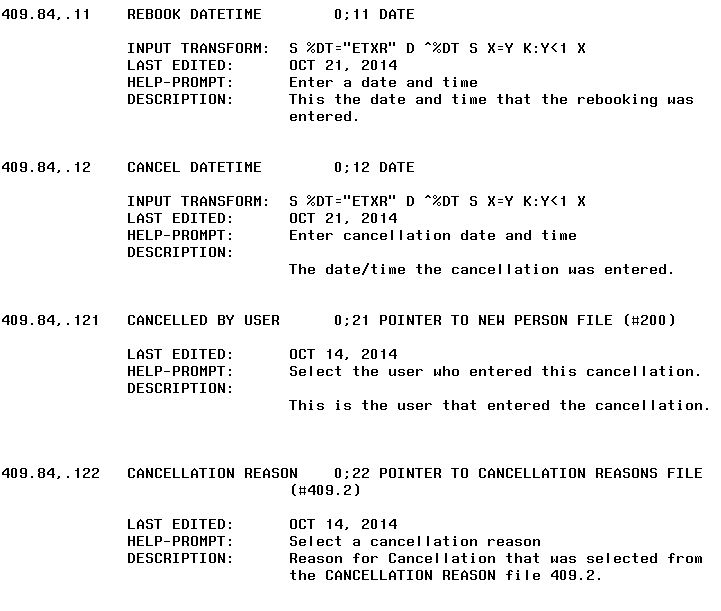 409.84,.11 REBOOK DATETIME 0;11 DATE
INPUT TRANSFORM: S %DT="ETXR" D ^%DT S X=Y K:Y<1 X
LAST EDITED: OCT 21, 2014
HELP-PROMPT: Enter a date and time
DESCRIPTION: This the date and time that the rebooking was
entered.
409.84,.12 CANCEL DATETIME 0;12 DATE
INPUT TRANSFORM: S %DT="ETXR" D ^%DT S X=Y K:Y<1 X
LAST EDITED: OCT 21, 2014
HELP-PROMPT: Enter cancellation date and time
DESCRIPTION:
The date/time the cancellation was entered.
409.84,.121 CANCELLED BY USER 0;21 POINTER TO NEW PERSON FILE (#200)
LAST EDITED: OCT 14, 2014
HELP-PROMPT: Select the user who entered this cancellation.
DESCRIPTION:
This is the user that entered the cancellation.
409.84,.122 CANCELLATION REASON 0;22 POINTER TO CANCELLATION REASONS FILE
(#409.2)
LAST EDITED: OCT 14, 2014
HELP-PROMPT: Select a cancellation reason
DESCRIPTION: Reason for Cancellation that was selected from
the CANCELLATION REASON file 409.2.